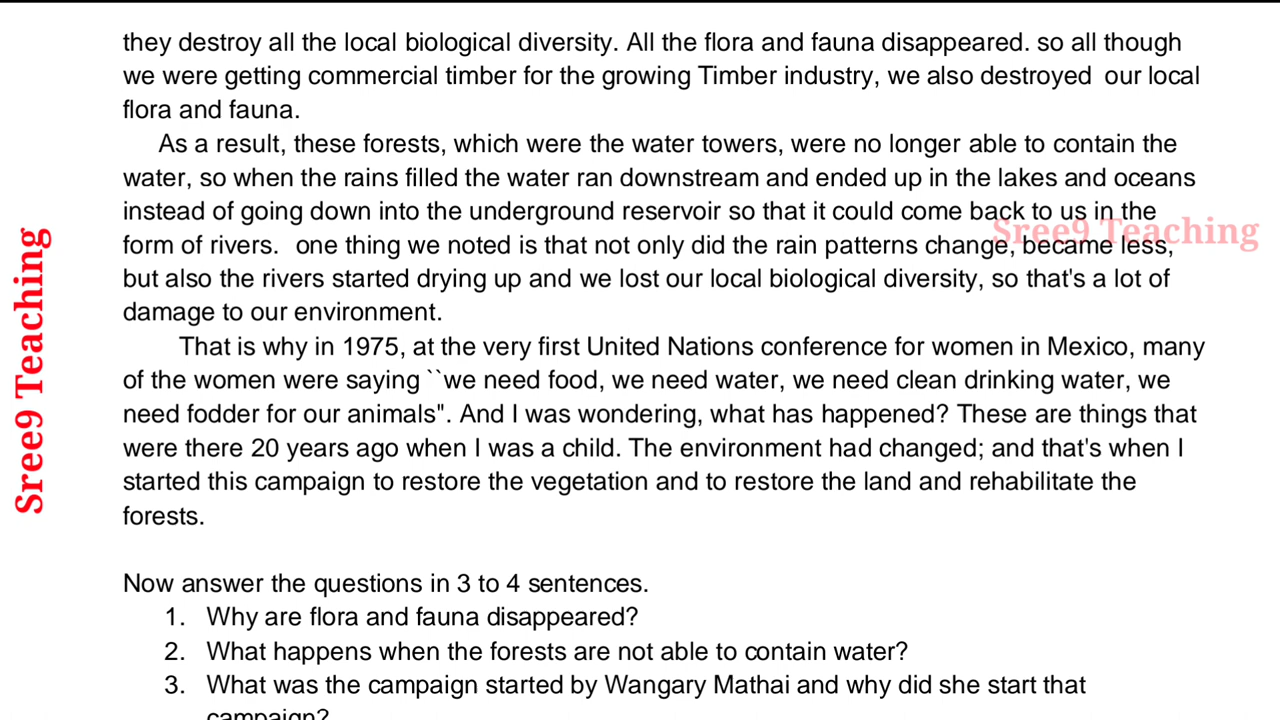 they destroy all the local biological diversity. All the flora and fauna disappeared. so all though
we were getting commercial timber for the growing Timber industry, we also destroyed our local
flora and fauna.
As a result, these forests, which were the water towers, were no longer able to contain the
water, so when the rains filled the water ran downstream and ended up in the lakes and oceans
instead of going down into the underground reservoir so that it could come back to us in the
form of rivers. one thing we noted is that not only did the rain patterns change, became less,
but also the rivers started drying up and we lost our local biological diversity, so that's a lot of
damage to our environment.
That is why in 1975, at the very first United Nations conference for women in Mexico, many
of the women were saying ``we need food, we need water, we need clean drinking water, we
need fodder for our animals". And I was wondering, what has happened? These are things that
were there 20 years ago when I was a child. The environment had changed; and that's when I
started this campaign to restore the vegetation and to restore the land and rehabilitate the
forests.
Now answer the questions in 3 to 4 sentences.
1. Why are flora and fauna disappeared?
2. What happens when the forests are not able to contain water?
3. What was the campaign started by Wangary Mathai and why did she start that
campaign?
Sree9 Teaching
Sree9 Teaching